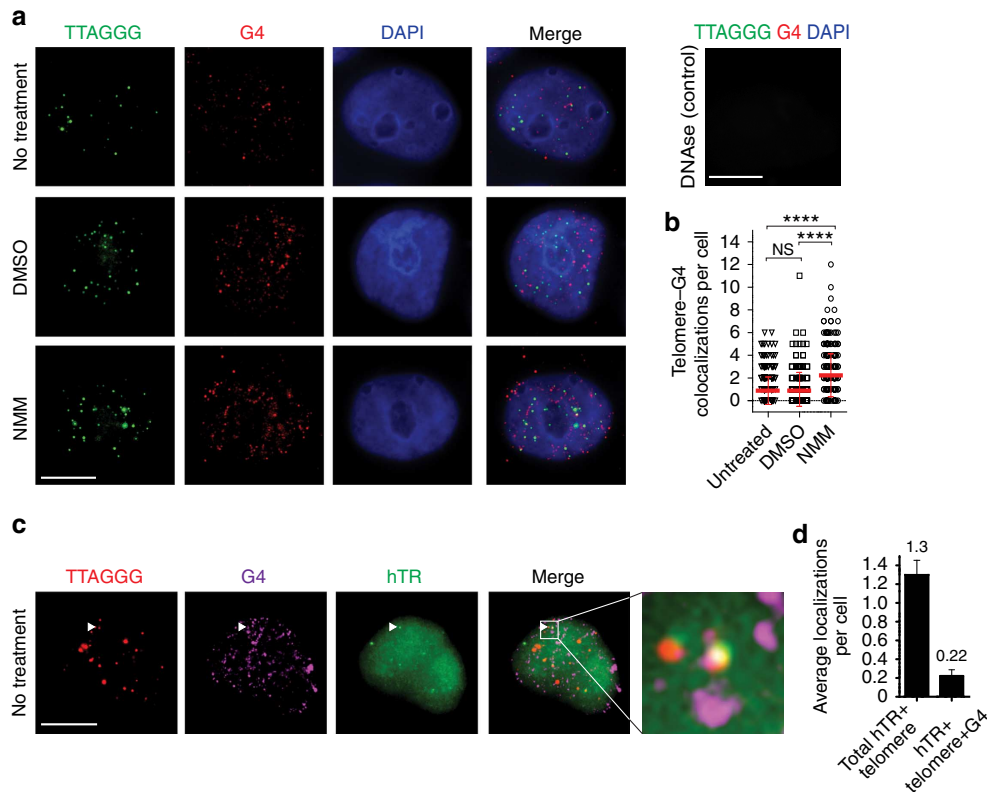 a
TTAGGG G4 DAPI Merge
No treatment
DMSO
NMM
TTAGGG G4 DAPI
DNAse (control)
b
Telomere–G4
colocalizations per cell
14
12
10
8
6
4
2
0
****
****
NS
Untreated
DMSO
NMM
c
TTAGGG G4 hTR Merge
No treatment
d
Average localizations
per cell
1.4
1.2
1.0
0.8
0.6
0.4
0.2
0
1.3
0.22
Total hTR+
telomere
hTR+
telomere+G4